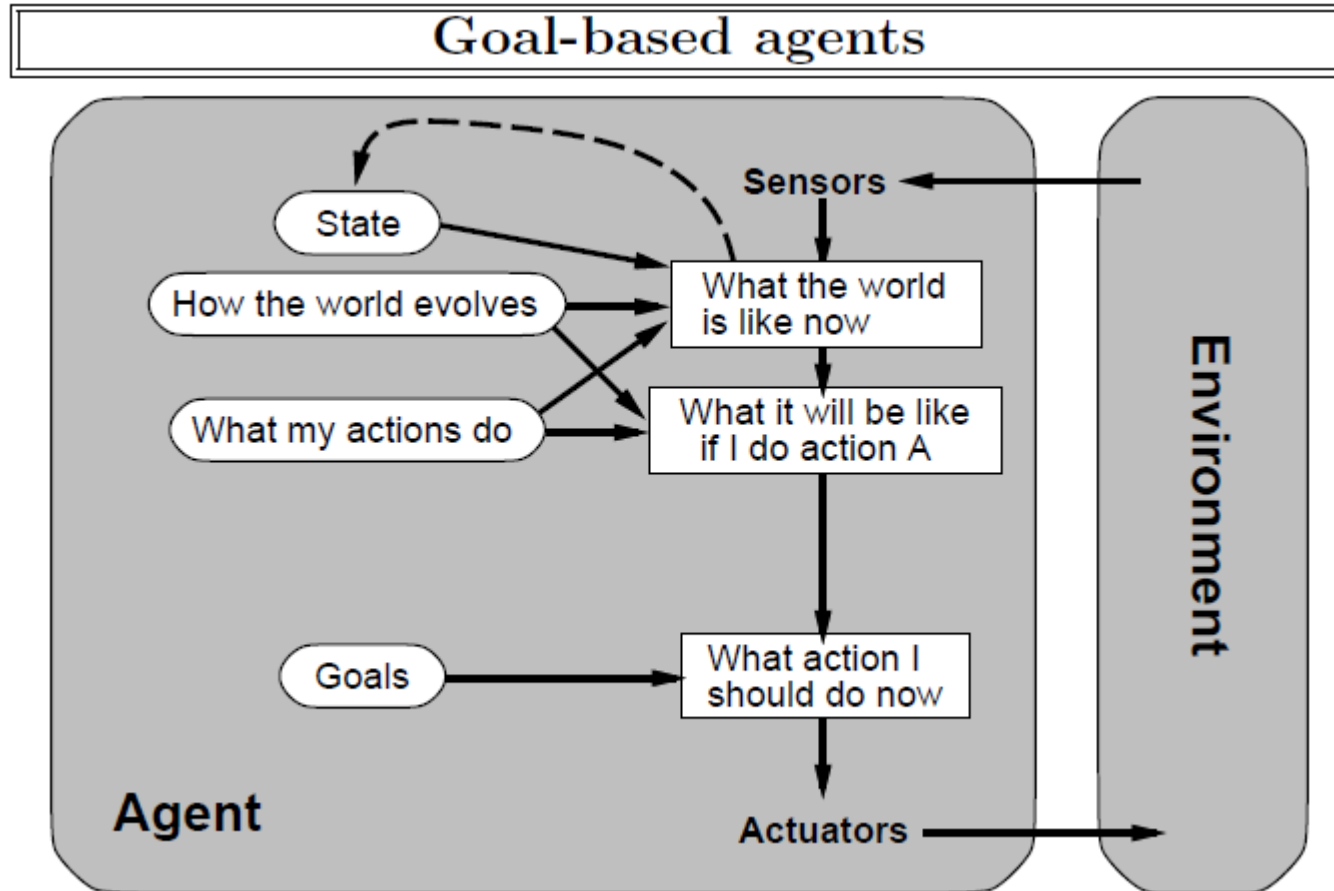 Goal-based agents
Sensors
State
What the world
is like now
How the world evolves
What it will be like
if I do action A
What my actions do
Environment
What action I
should do now
Goals
Agent
Actuators